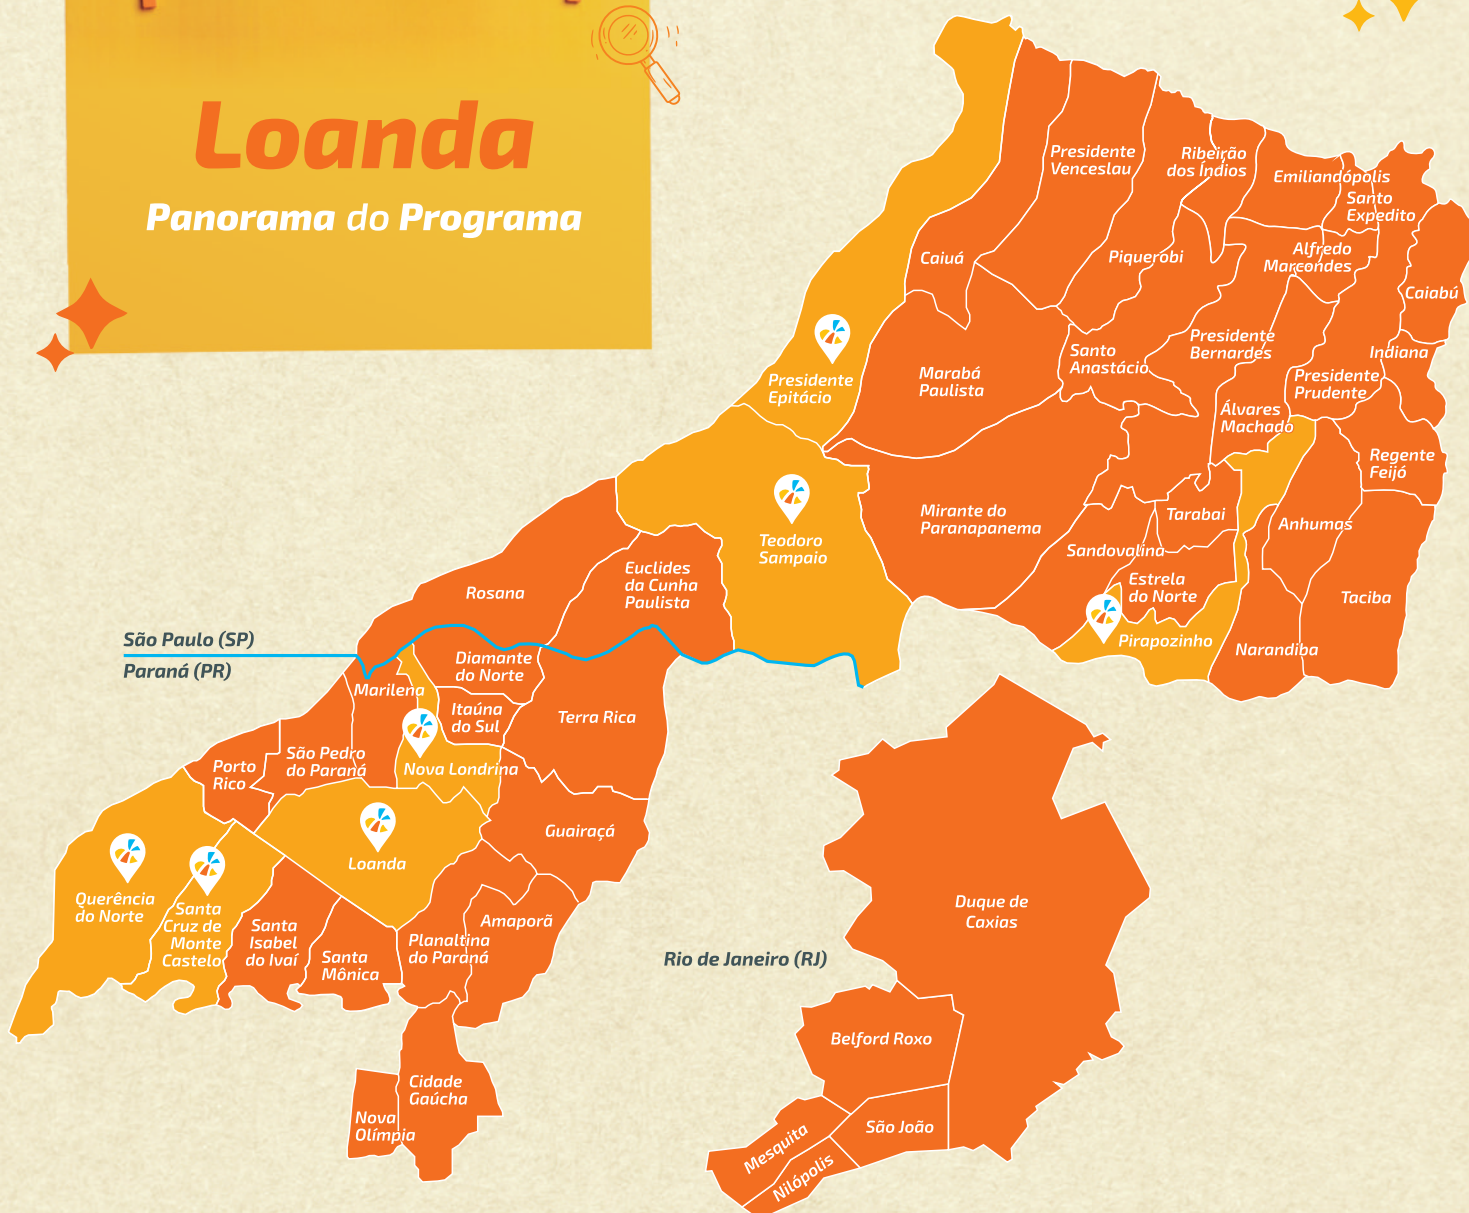 Loanda
Panorama do Programa
Presidente
Venceslau
Ribeirão
dos Índios
Emiliandópolis
Santo
Expedito
Caiuá
Piquerobi
Alfredo
Marcondes
Caiabú
Presidente
Epitácio
Marabá
Paulista
Santo
Anastácio
Presidente
Bernardes
Indiana
Presidente
Prudente
Álvares
Machado
Regente
Feijó
Teodoro
Sampaio
Mirante do
Paranapanema
Tarabai
Anhumas
Sandovalina
Estrela
do Norte
Taciba
Pirapozinho
Narandiba
Rosana
Euclides
da Cunha
Paulista
São Paulo (SP)
Paraná (PR)
Diamante
do Norte
Marilena
Itaúna
do Sul
Terra Rica
São Pedro
do Paraná
Porto
Rico
Nova Londrina
Guairaçá
Loanda
Querência
do Norte
Santa
Cruz de
Monte
Castelo
Santa
Isabel
do Ivaí
Santa
Mônica
Planaltina
do Paraná
Amaporã
Cidade
Gaúcha
Nova
Olímpia
Rio de Janeiro (RJ)
Duque de
Caxias
Belford Roxo
São João
Mesquita
Nilópolis